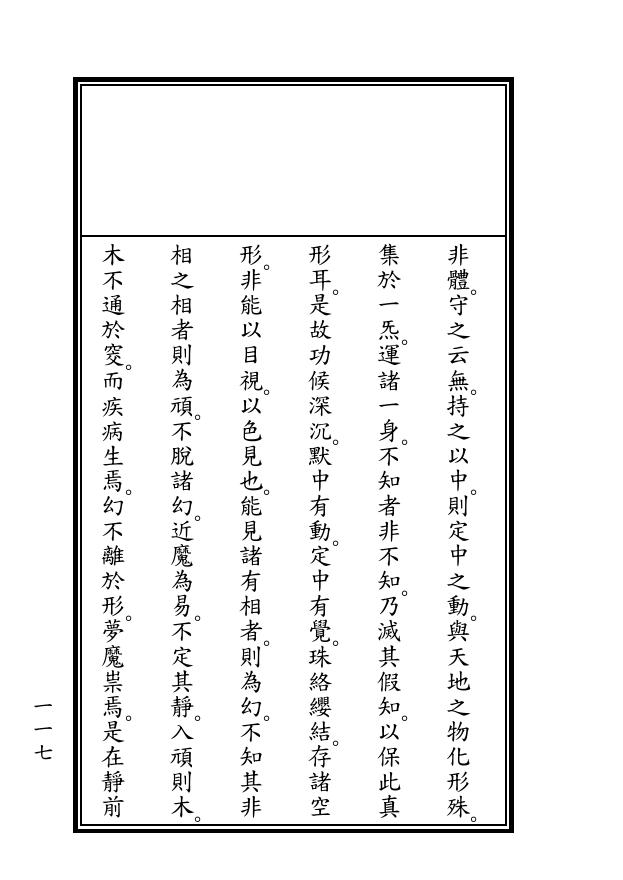 非體。守之云無。持之以中。則定中之動。與天地之物化形殊。
集於一炁。運諸一身。不知者非不知。乃滅其假知。以保此真
形耳。是故功候深沉。默中有動。定中有覺。珠絡纓結。存諸空
形。非能以目視。以色見也。能見諸有相者。則為幻。不知其非
相之相者則為頑。不脫諸幻。近魔為易。不定其靜。入頑則木。
木不通於窔。而疾病生焉。幻不離於形。夢魔祟焉。是在靜前
一一七